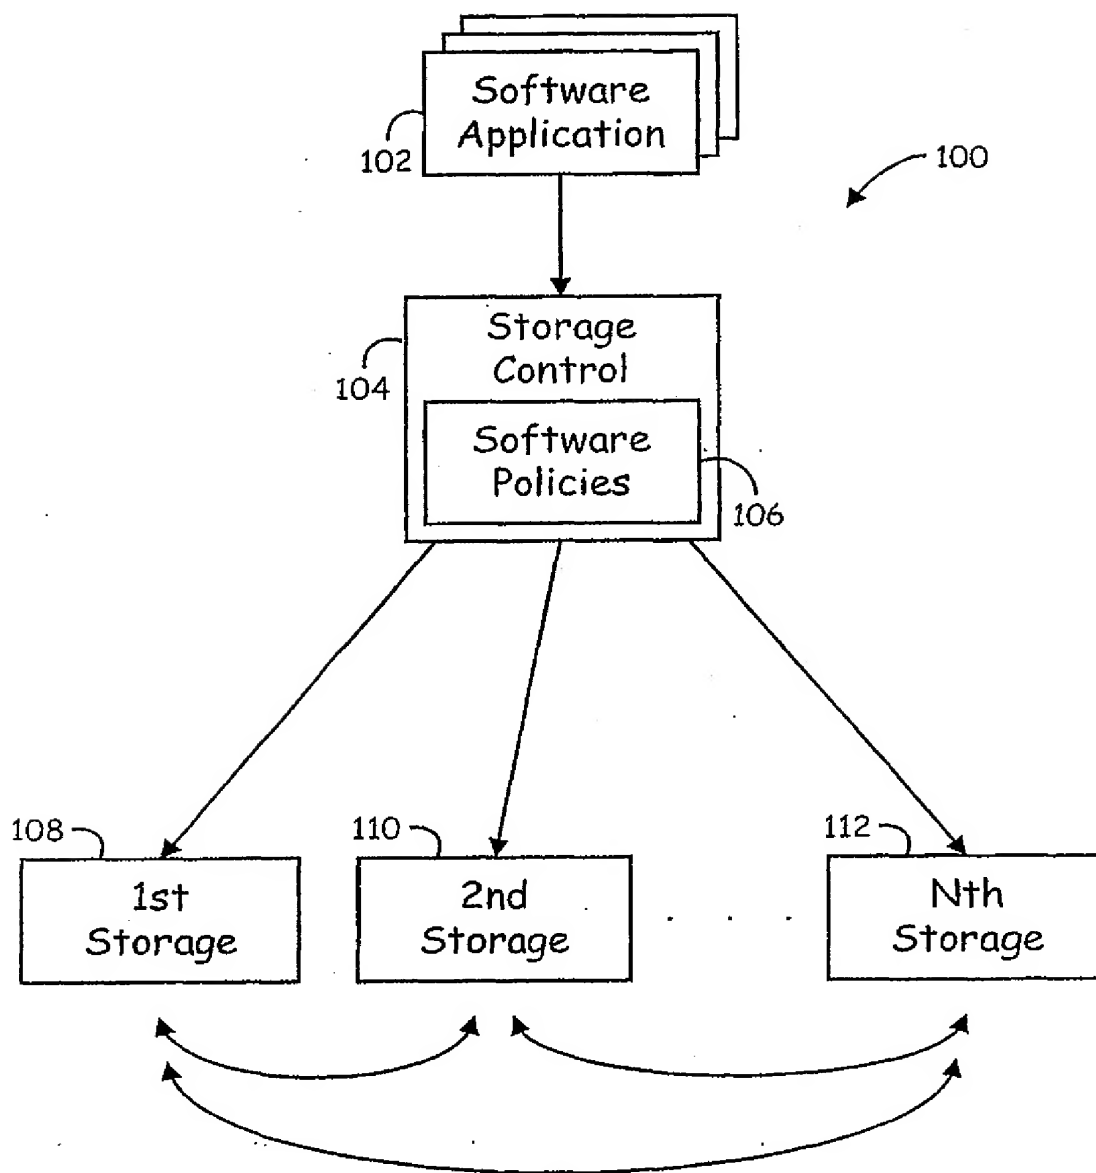 Software
Application
102
100
Storage
Control
104
Software
Policies
106
108
110
112
1st
Storage
2nd
Storage
. . . .
Nth
Storage